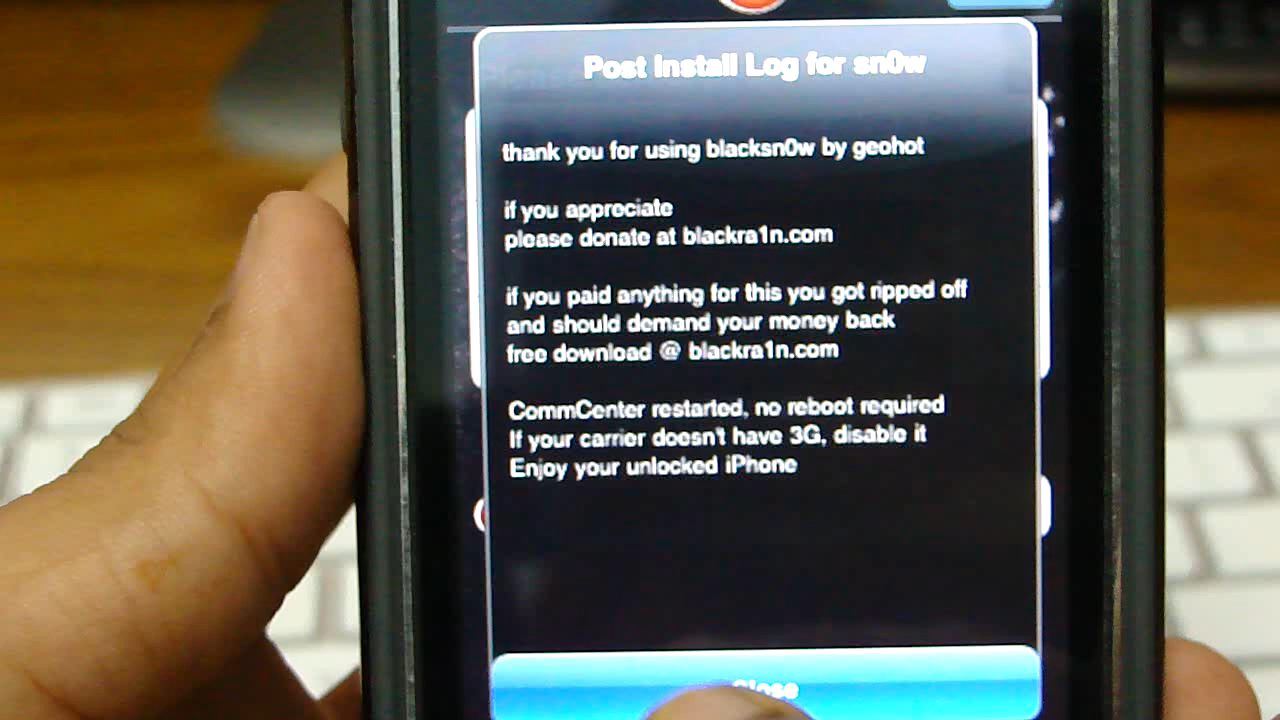 Post Install Log for sn0w
thank you for using blacksn0w by geohot
if you appreciate
please donate at blackra1n.com
if you paid anything for this you got ripped off
and should demand your money back
free download @ blackra1n.com
CommCenter restarted, no reboot required
If your carrier doesn't have 3G, disable it
Enjoy your unlocked iPhone
Close